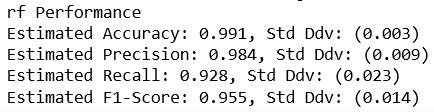 rf Performance
Estimated Accuracy: 0.991, Std Ddv: (0.003)
Estimated Precision: 0.984, Std Ddv: (0.009)
Estimated Recall: 0.928, Std Ddv: (0.023)
Estimated F1-Score: 0.955, Std Ddv: (0.014)